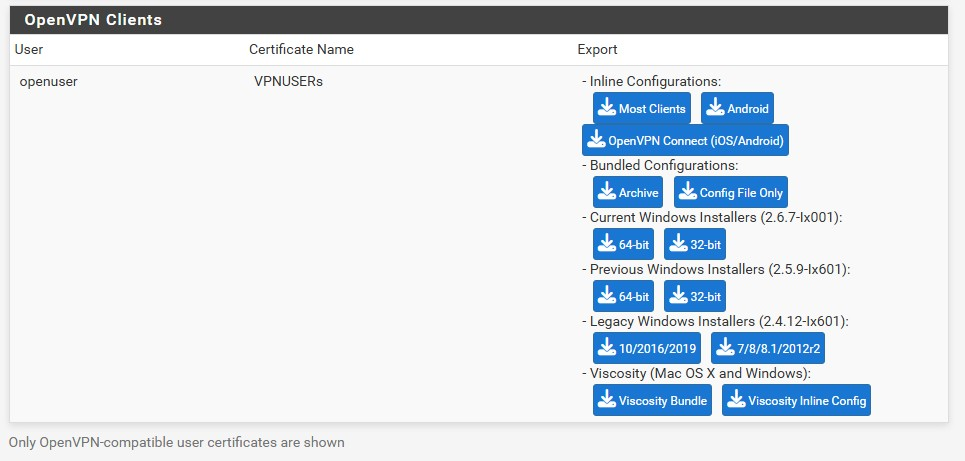 OpenVPN Clients
User Certificate Name Export
openuser VPNUSERs - Inline Configurations:
Most Clients Android
OpenVPN Connect (iOS/Android)
- Bundled Configurations:
Archive Config File Only
- Current Windows Installers (2.6.7-Ix001):
64-bit 32-bit
- Previous Windows Installers (2.5.9-Ix601):
64-bit 32-bit
- Legacy Windows Installers (2.4.12-Ix601):
10/2016/2019 7/8/8.1/2012r2
- Viscosity (Mac OS X and Windows):
Viscosity Bundle Viscosity Inline Config
Only OpenVPN-compatible user certificates are shown